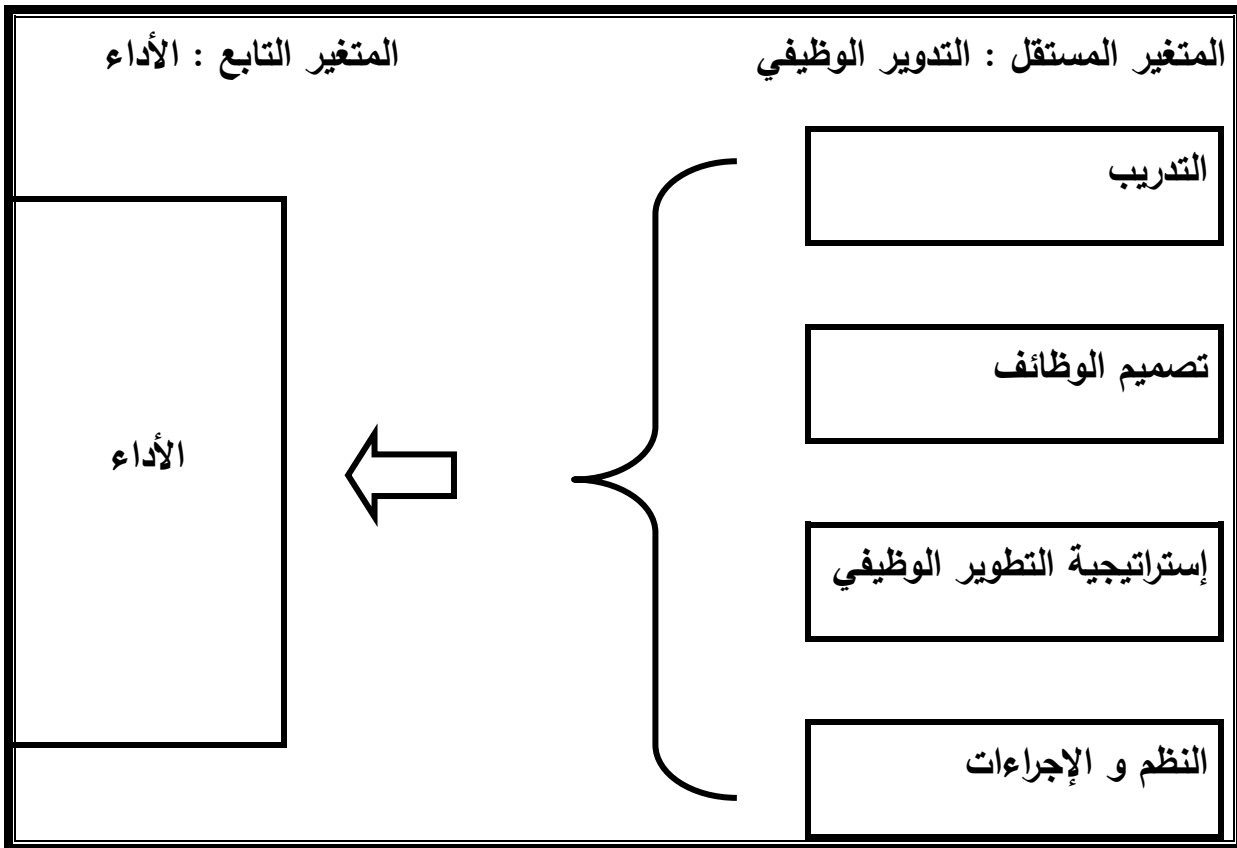 المتغير المستقل : التدوير الوظيفي
المتغير التابع : الأداء
التدريب
تصميم الوظائف
إستراتيجية التطوير الوظيفي
النظم و الإجراءات
الأداء